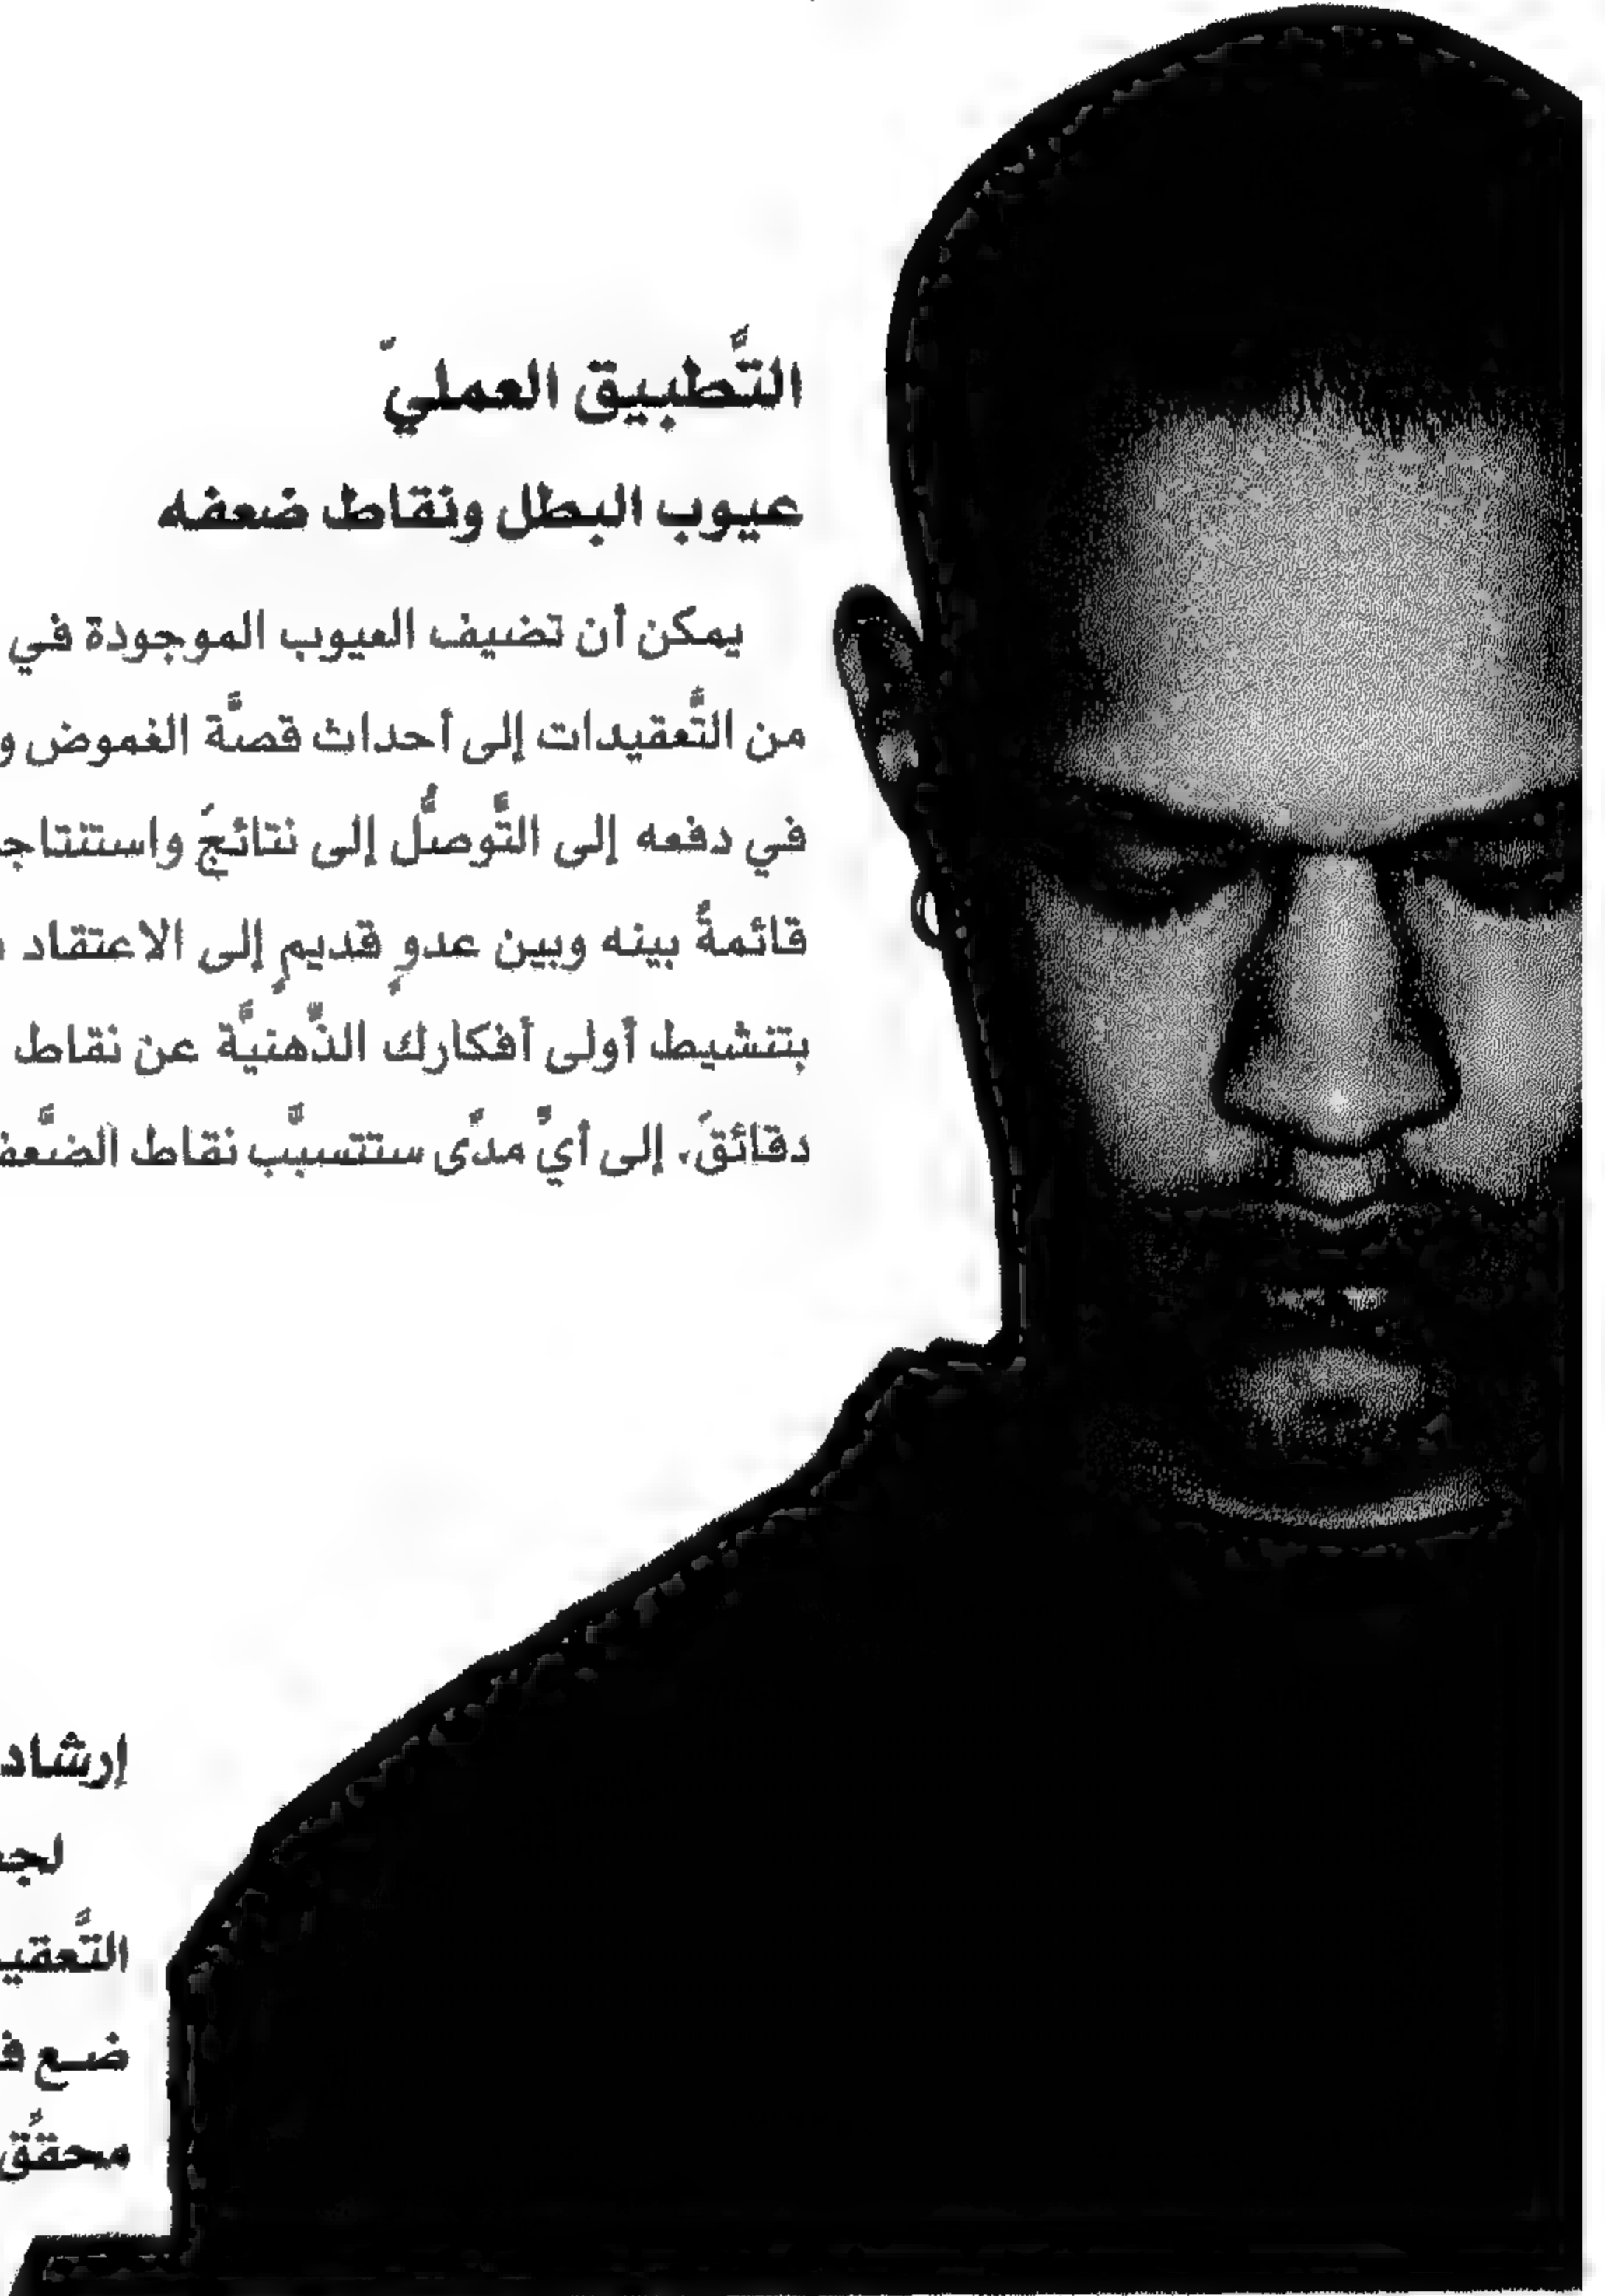 التَّطبيق العمليّ
عيوب البطل ونقاط ضعفه
يمكن أن تضيف العيوب الموجودة في
من التَّعقيدات إلى أحداث قصَّة الغموض و
في دفعه إلى التَّوصُّل إلى نتائجَ واستنتاجـ
قائمةً بينه وبين عدوٍ قديمٍ إلى الاعتقاد
بتنشيط أولى أفكارك الذِّهنيَّة عن نقاط
دقائقَ. إلى أيِّ مدًى ستتسبَّب نقاط الضَّعف
إرشاد
لجـ
التَّعقيـ
ضع فـ
محقِّق